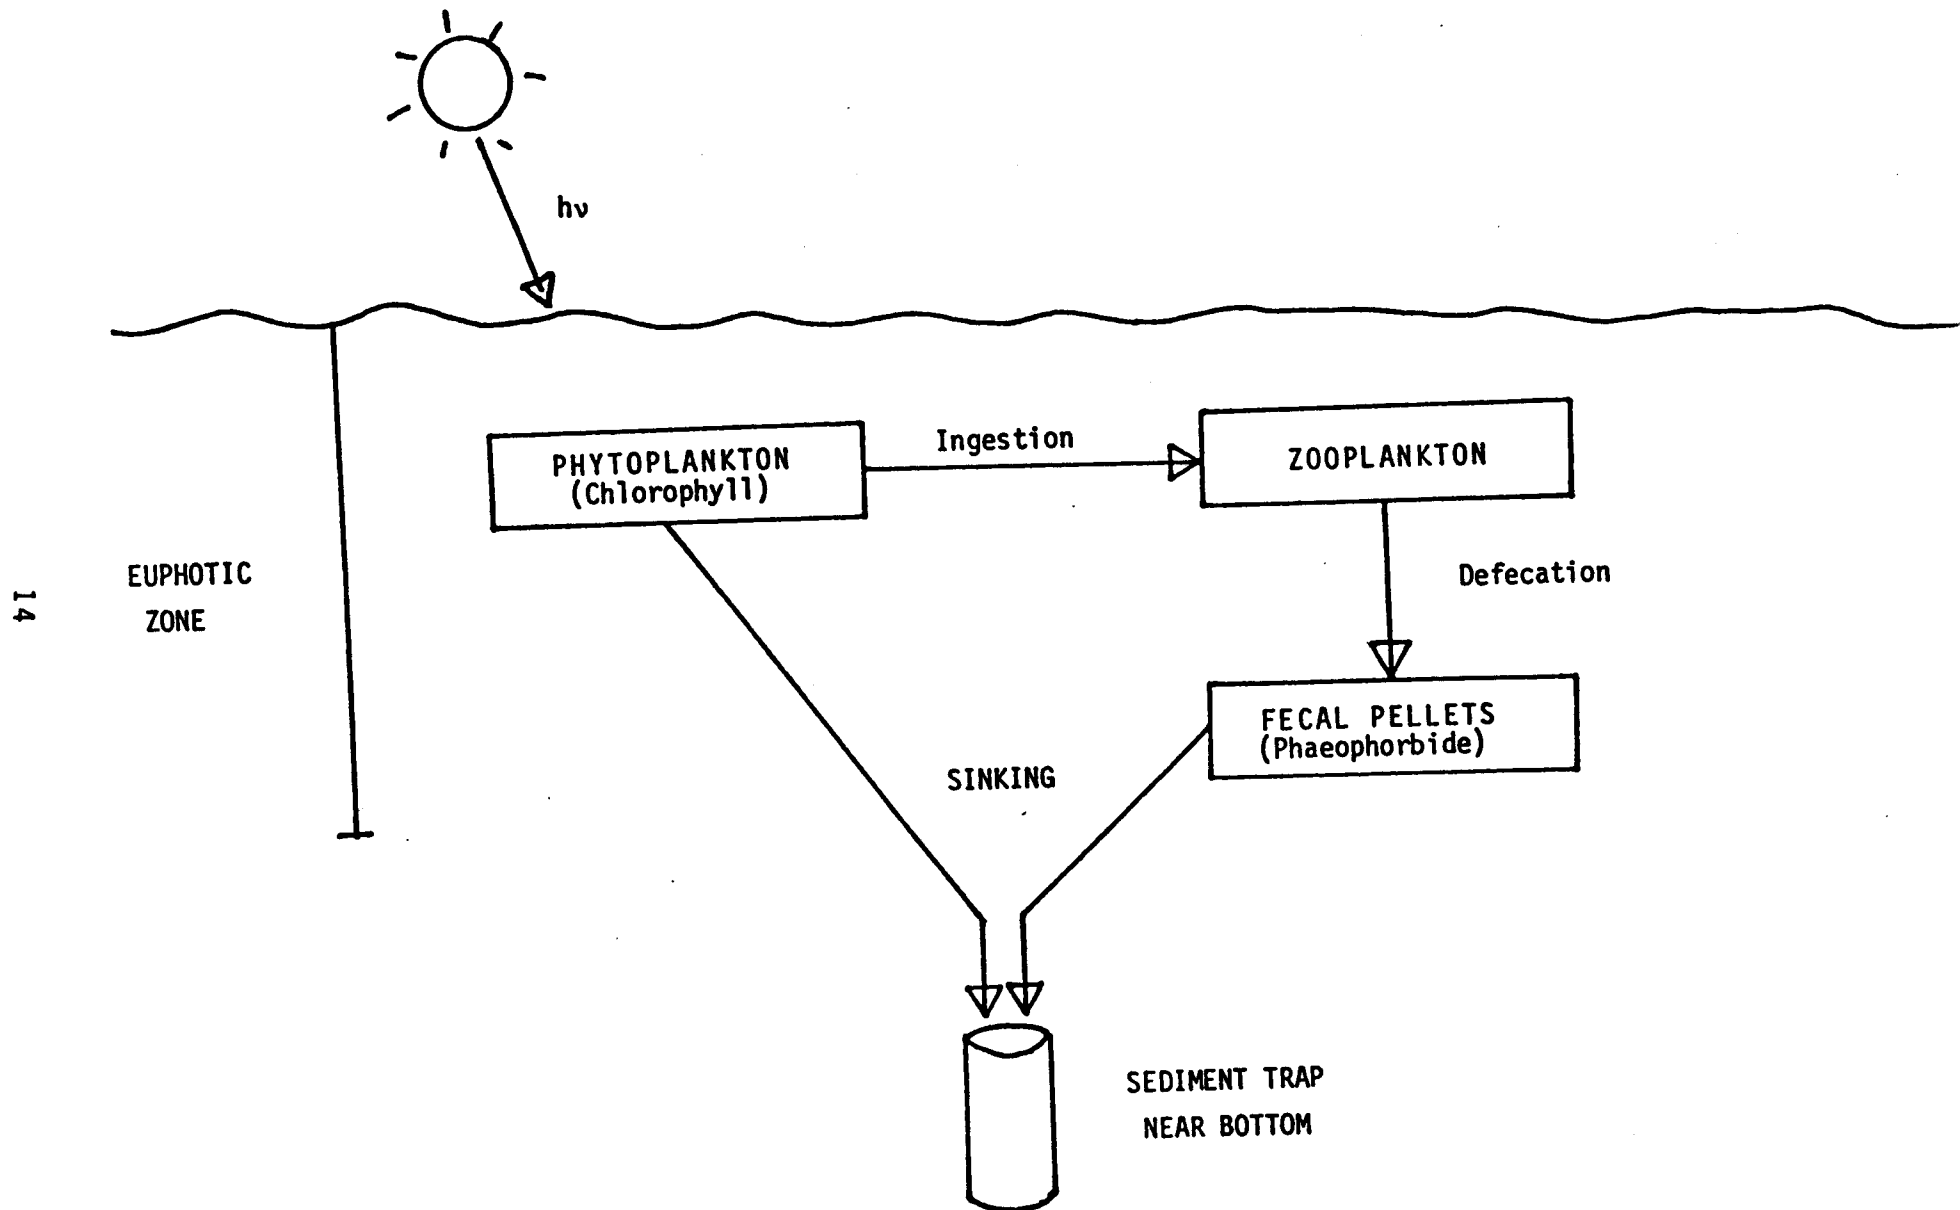 hν
PHYTOPLANKTON
(Chlorophyll)
Ingestion
ZOOPLANKTON
Defecation
EUPHOTIC
ZONE
14
FECAL PELLETS
(Phaeophorbide)
SINKING
SEDIMENT TRAP
NEAR BOTTOM